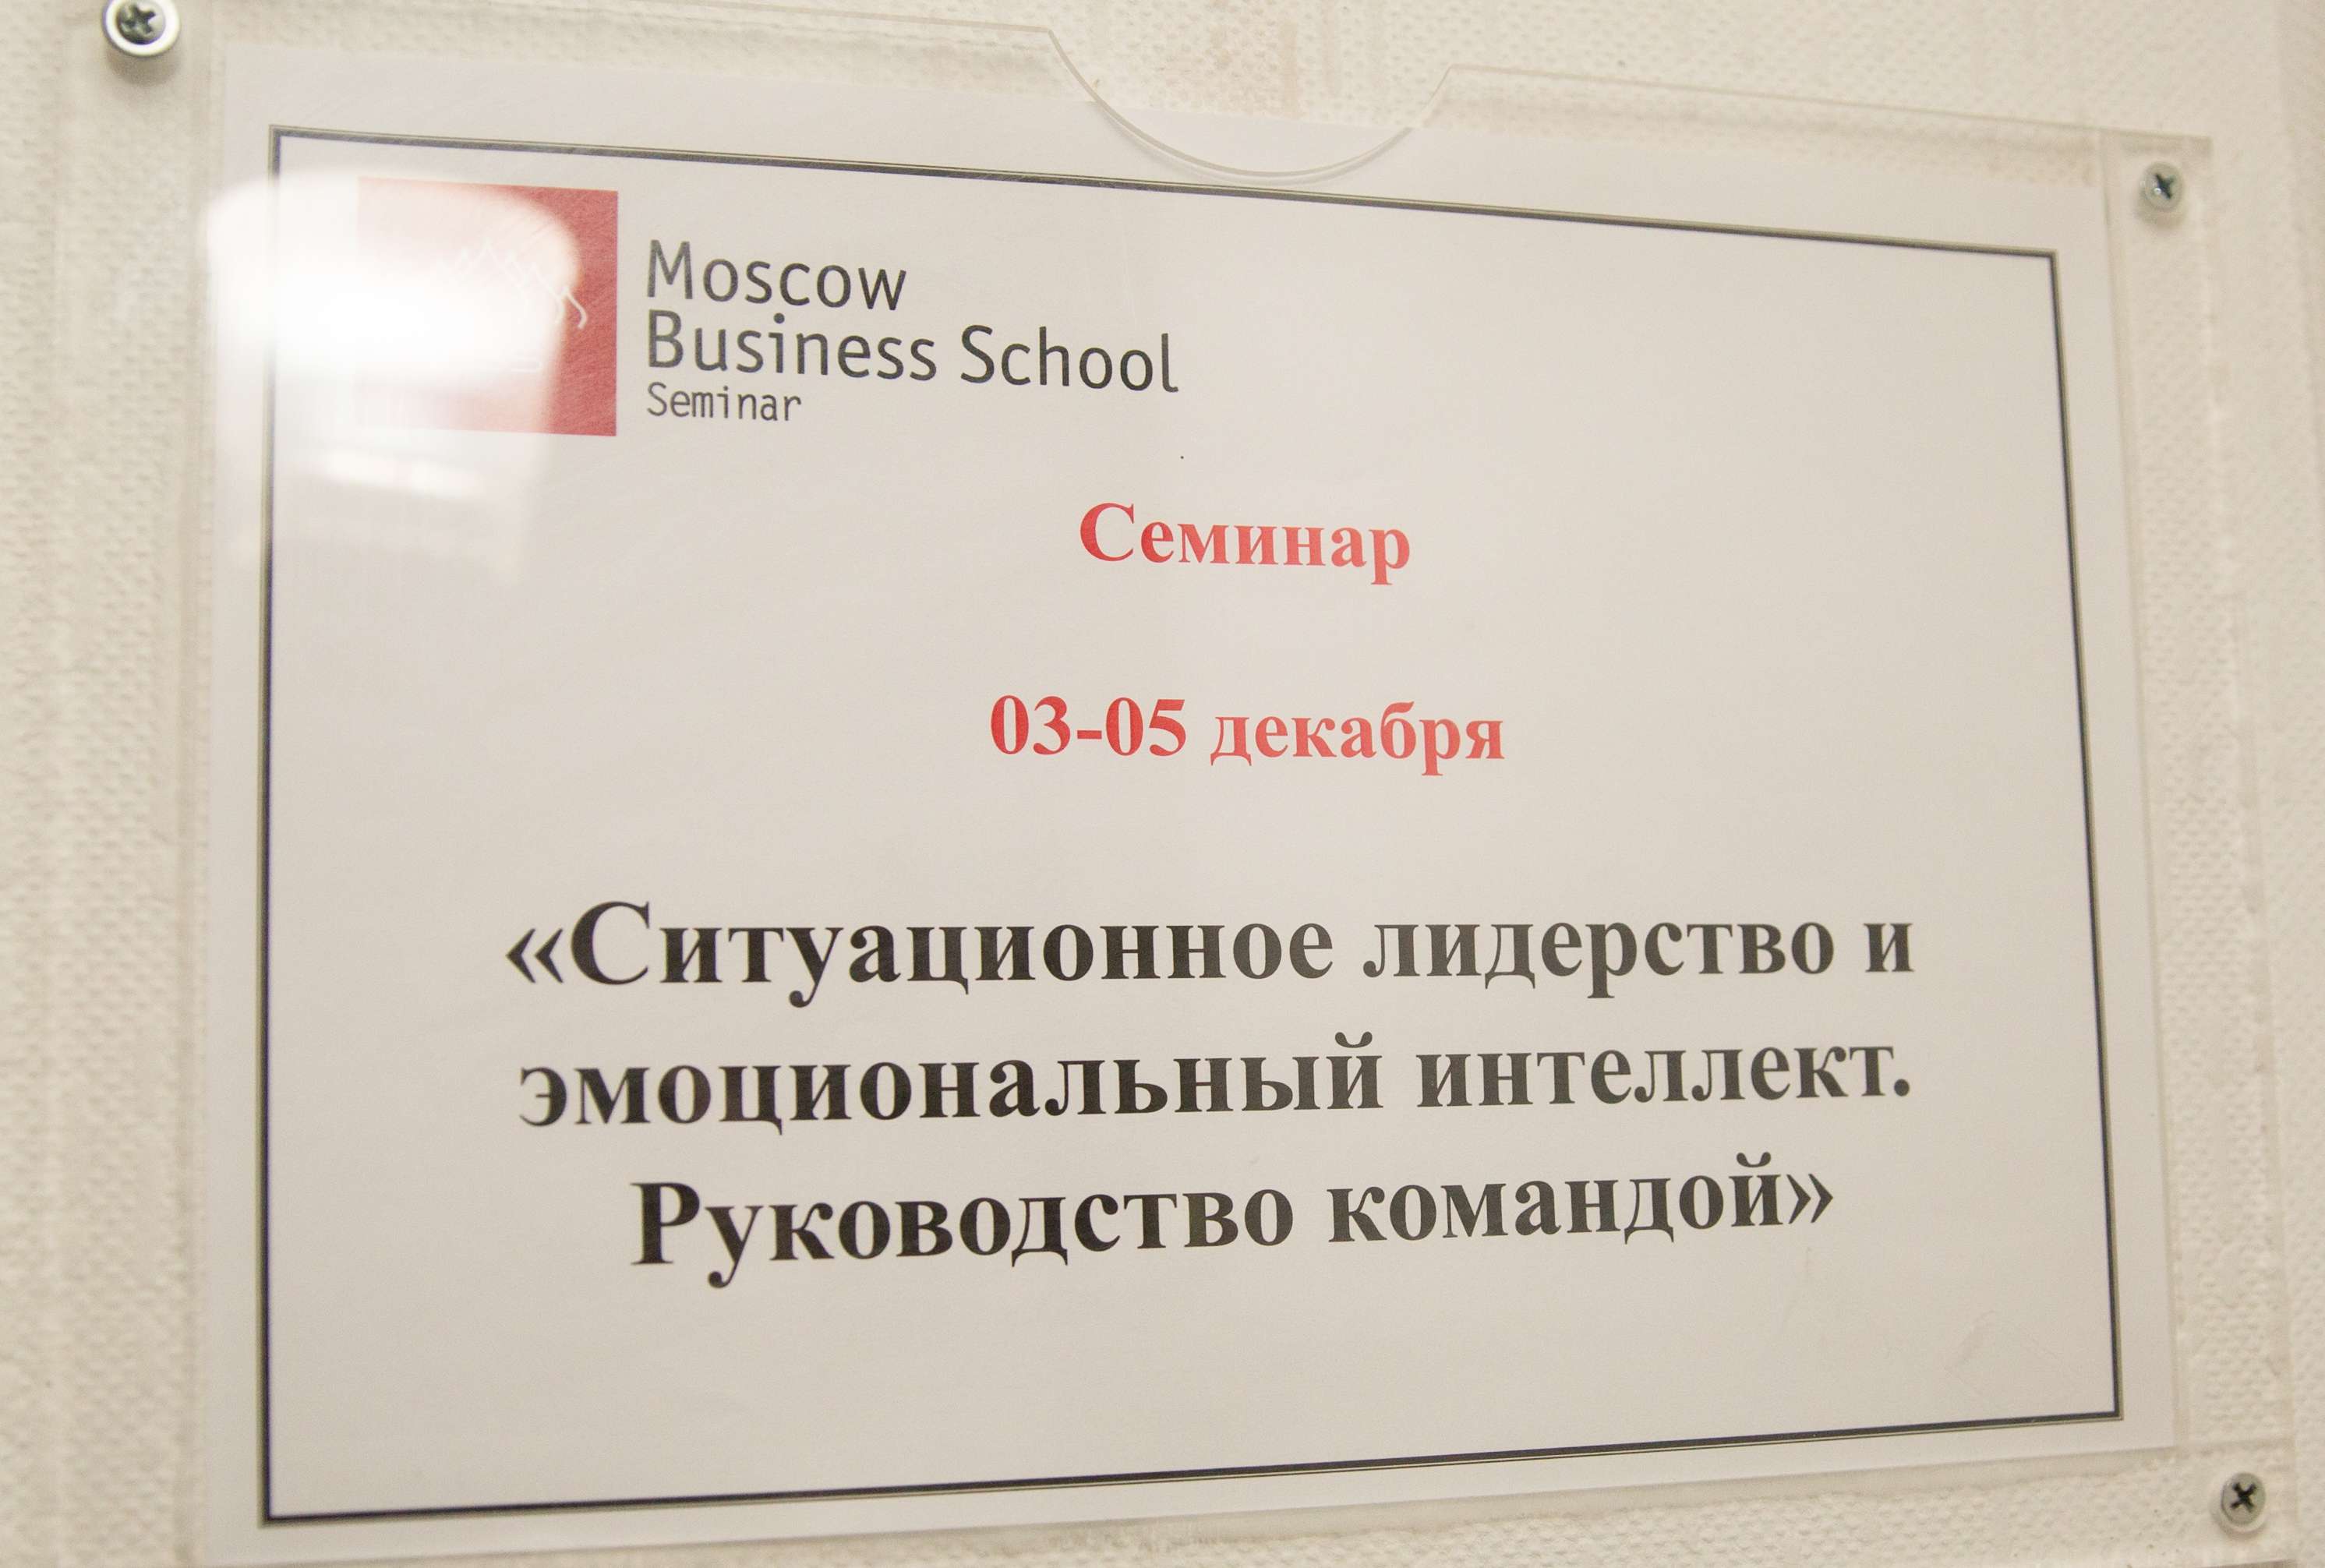 Moscow
Business School
Seminar
Семинар
03-05 декабря
«Ситуационное лидерство и
эмоциональный интеллект.
Руководство командой»